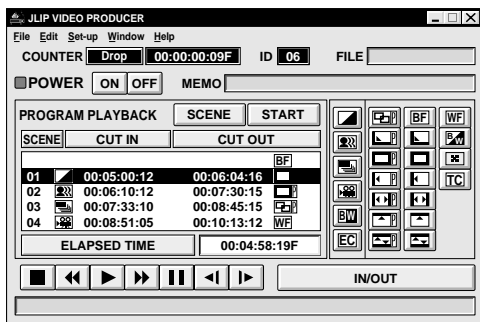 JLIP VIDEO PRODUCER
File Edit Set-up Window Help
COUNTER Drop 00:00:00:09F ID 06 FILE
POWER ON OFF MEMO
PROGRAM PLAYBACK SCENE START
SCENE CUT IN CUT OUT
BF
01 00:05:00:12 00:06:04:16
02 00:06:10:12 00:07:30:15 P
03 00:07:33:10 00:08:45:15 P
04 00:08:51:05 00:10:13:12 WF
ELAPSED TIME 00:04:58:19F
P BF WF
P B/W
P
P TC
P
BW P
EC P
IN/OUT